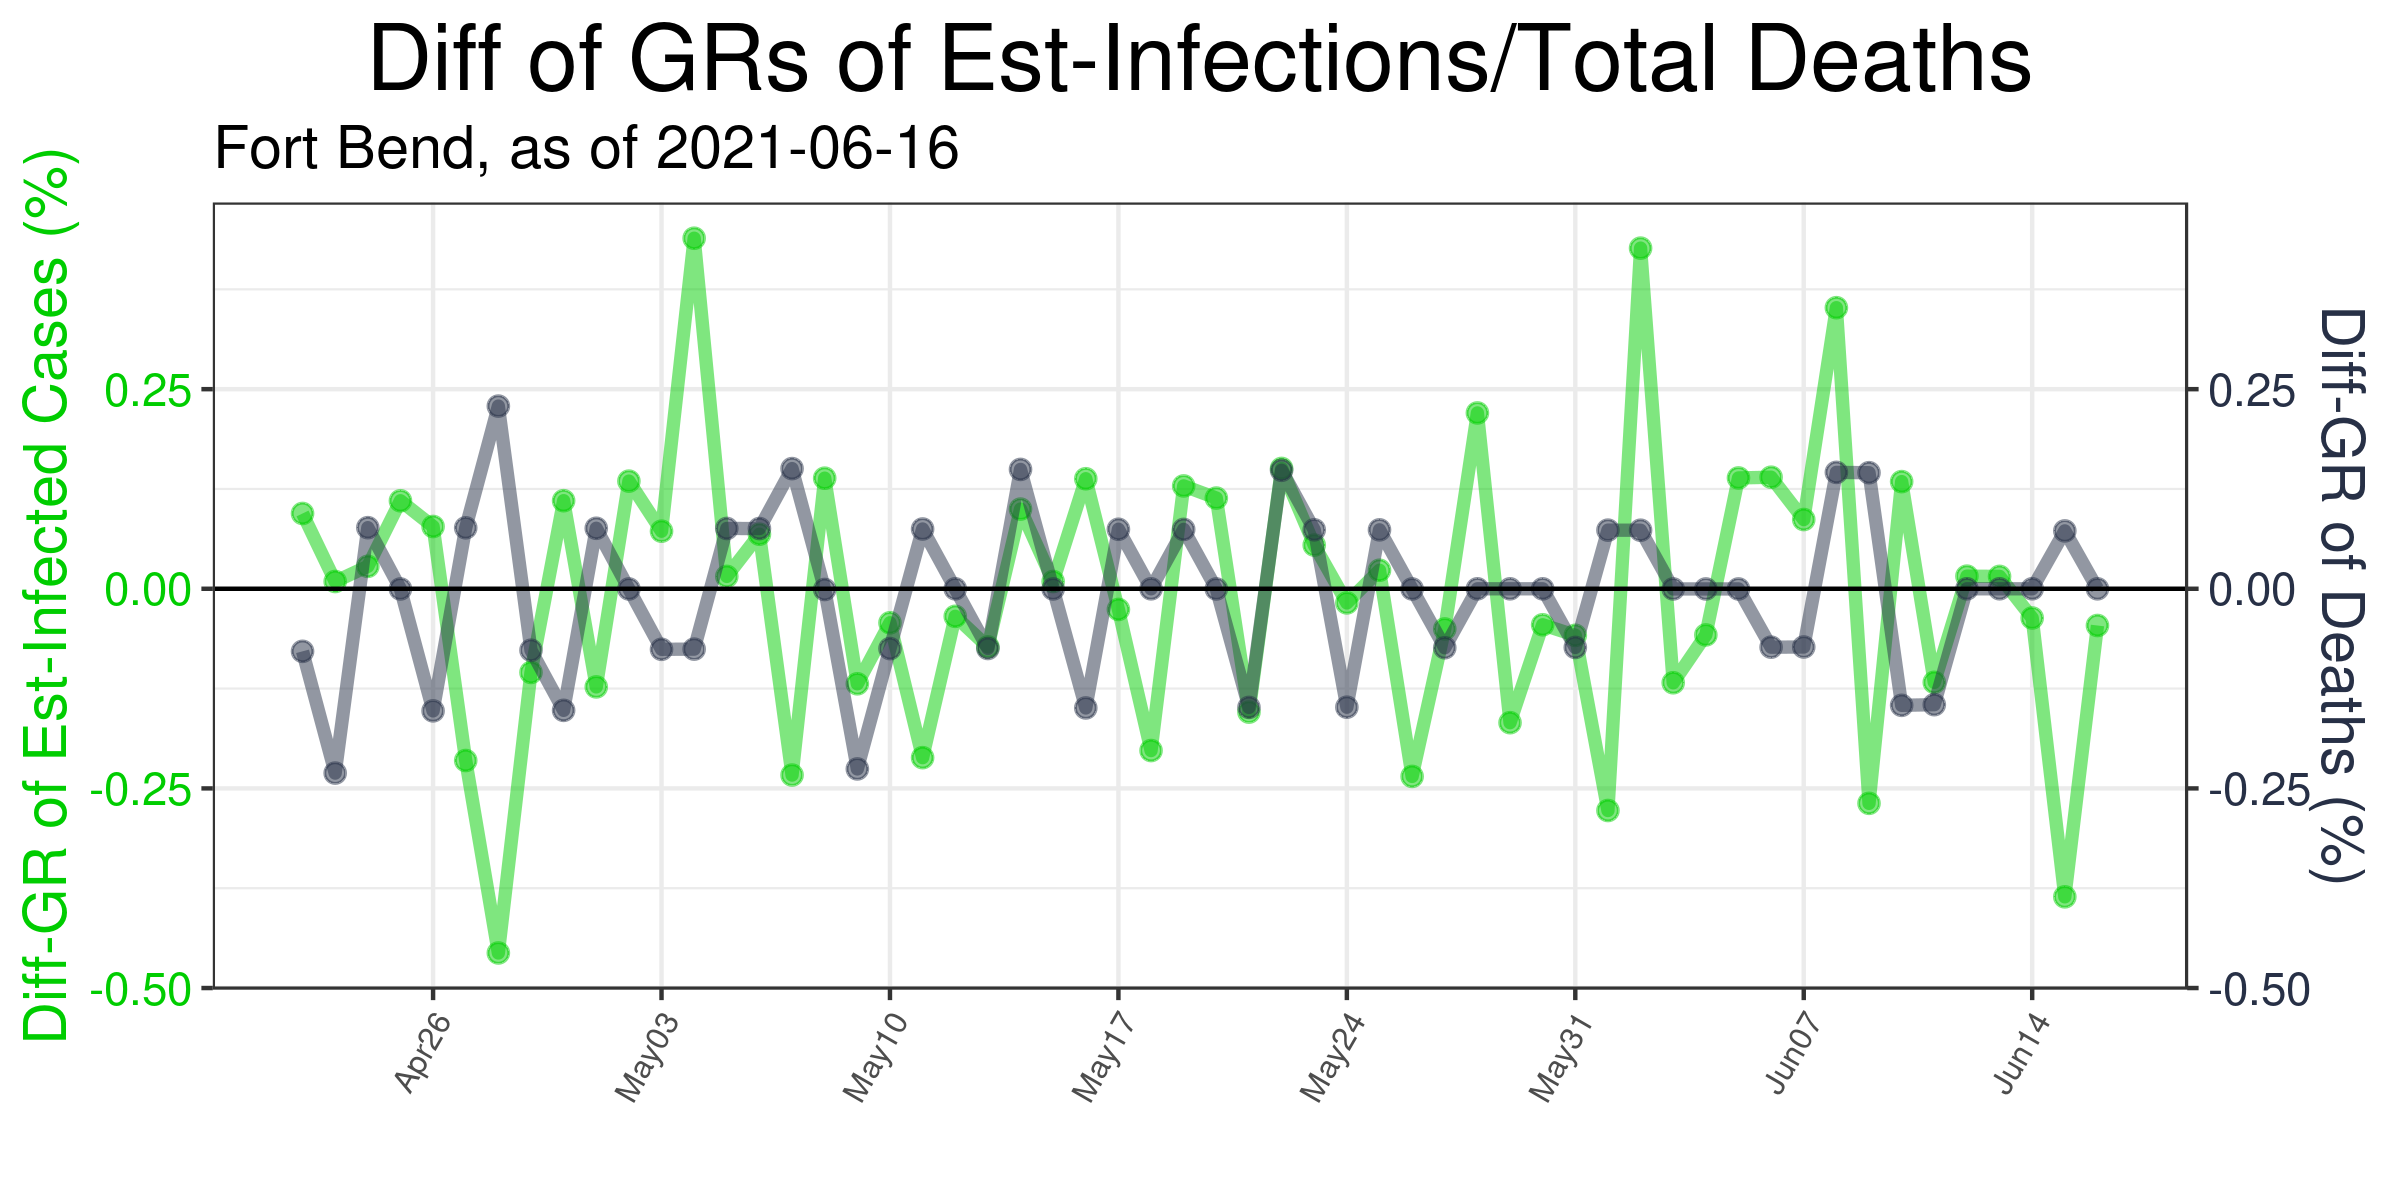 Diff of GRs of Est-Infections/Total Deaths
Fort Bend, as of 2021-06-16
Diff-GR of Est-Infected Cases (%)
0.25
0.00
-0.25
-0.50
0.25
0.00
-0.25
-0.50
Diff-GR of Deaths (%)
Apr26
May03
May10
May17
May24
May31
Jun07
Jun14